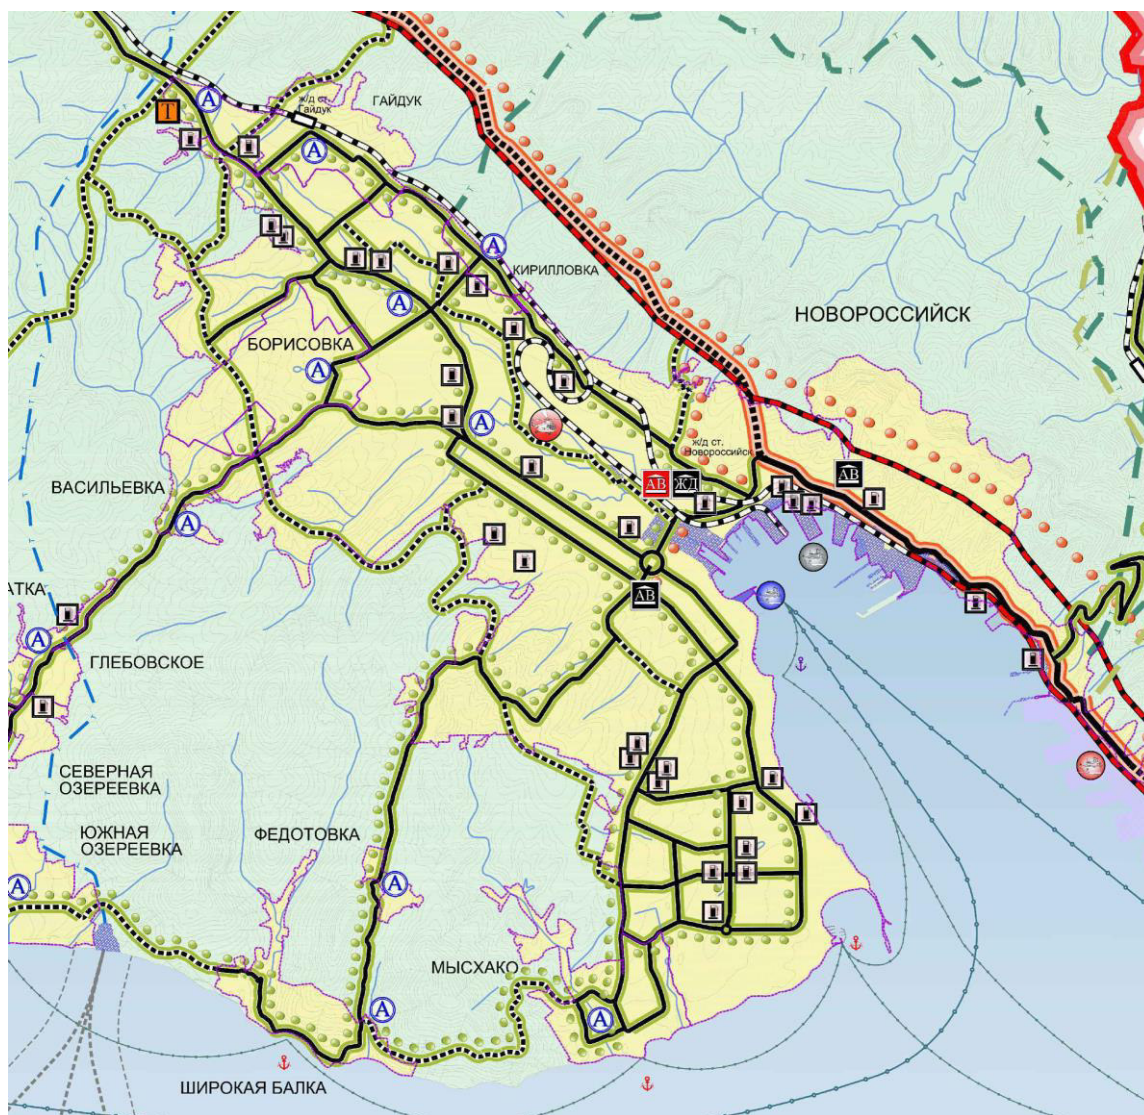 ГАЙДУК
ж/д ст.
Гайдук
Т
А
А
А
КИРИЛЛОВКА
А
НОВОРОССИЙСК
БОРИСОВКА
А
А
ж/д ст.
Новороссийск
АВ
ЖД
АВ
ВАСИЛЬЕВКА
А
АВ
АТКА
А
ГЛЕБОВСКОЕ
СЕВЕРНАЯ
ОЗЕРЕЕВКА
ЮЖНАЯ
ОЗЕРЕЕВКА
ФЕДОТОВКА
А
А
МЫСХАКО
А
А
ШИРОКАЯ БАЛКА